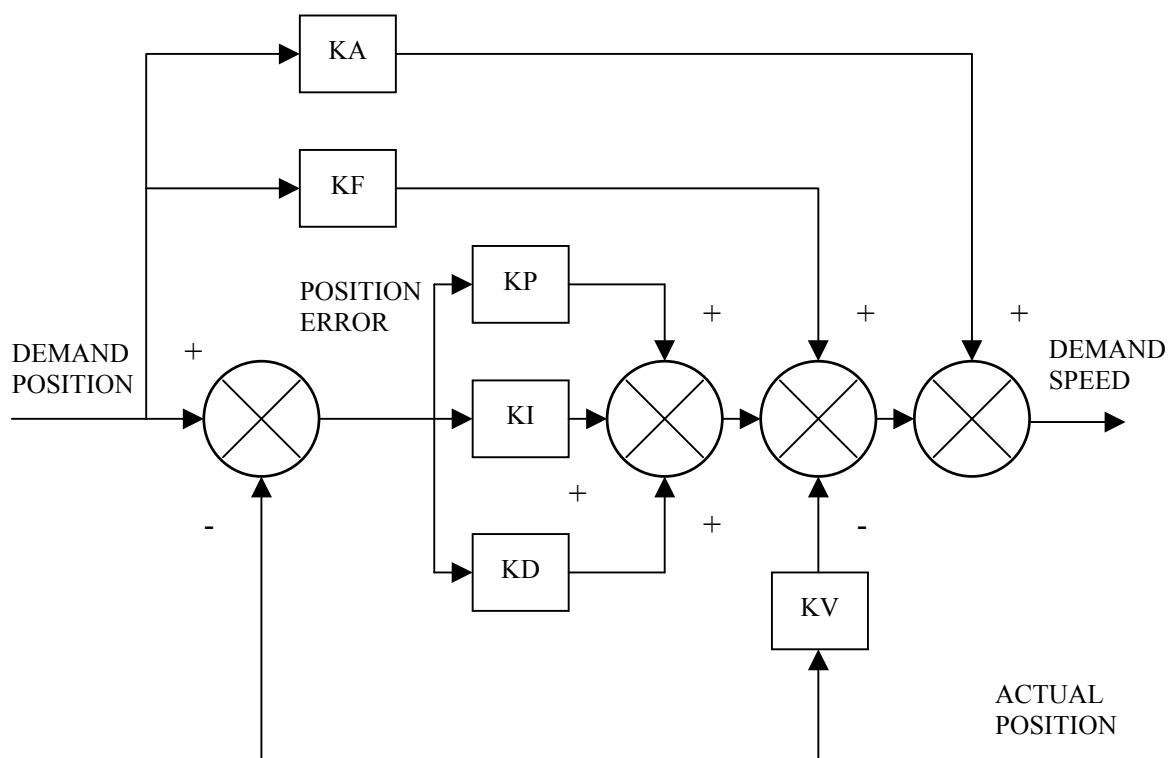 KA
KF
KP
POSITION
ERROR
+
+
+
+
DEMAND
POSITION
DEMAND
SPEED
KI
+
-
+
-
KD
KV
ACTUAL
POSITION